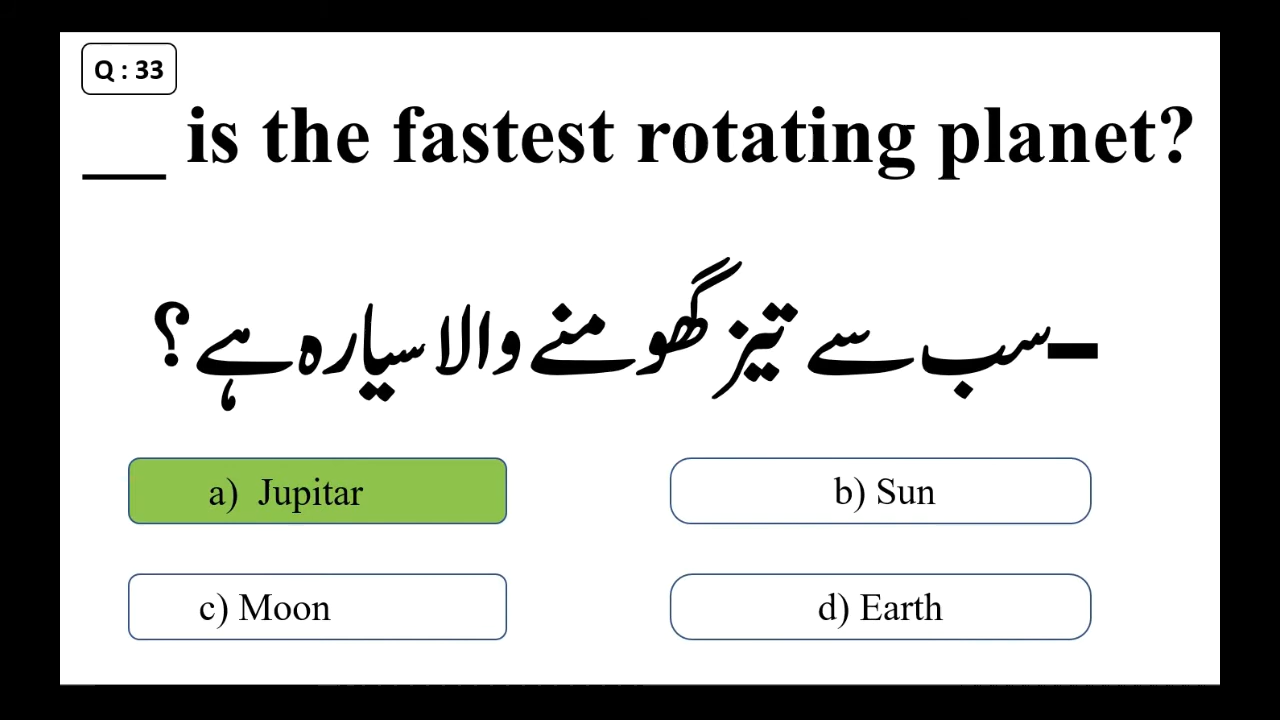 Q : 33
__ is the fastest rotating planet?
-سب سے تیز گھومنے والا سیارہ ہے؟
a) Jupitar
b) Sun
c) Moon
d) Earth